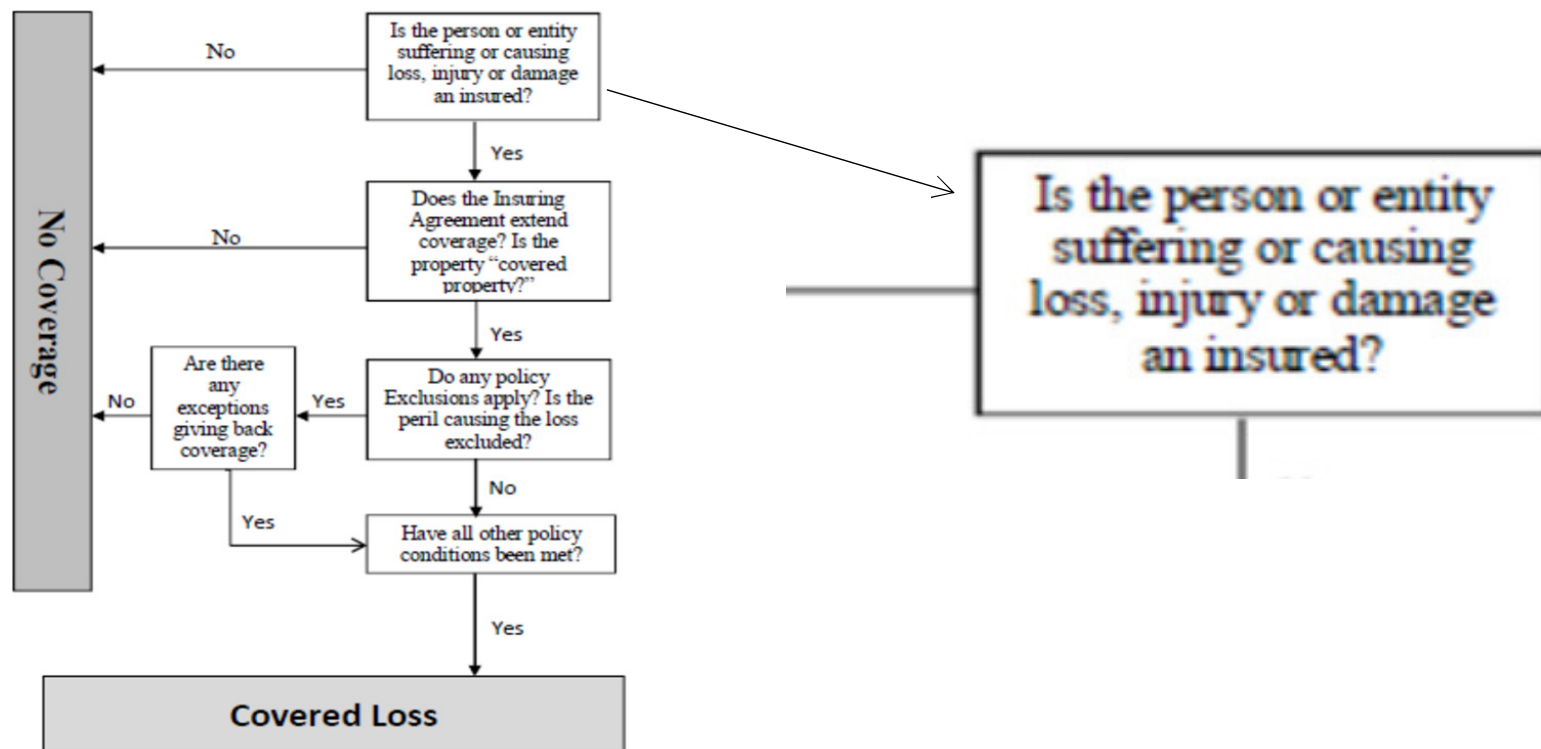 Is the person or entity
suffering or causing
loss, injury or damage
an insured?
No
Yes
Does the Insuring
Agreement extend
coverage? Is the
property “covered
property?”
No
Yes
No Coverage
Are there
any
exceptions
giving back
coverage?
No
Yes
Do any policy
Exclusions apply? Is the
peril causing the loss
excluded?
No
Yes
Have all other policy
conditions been met?
Yes
Covered Loss
Is the person or entity
suffering or causing
loss, injury or damage
an insured?